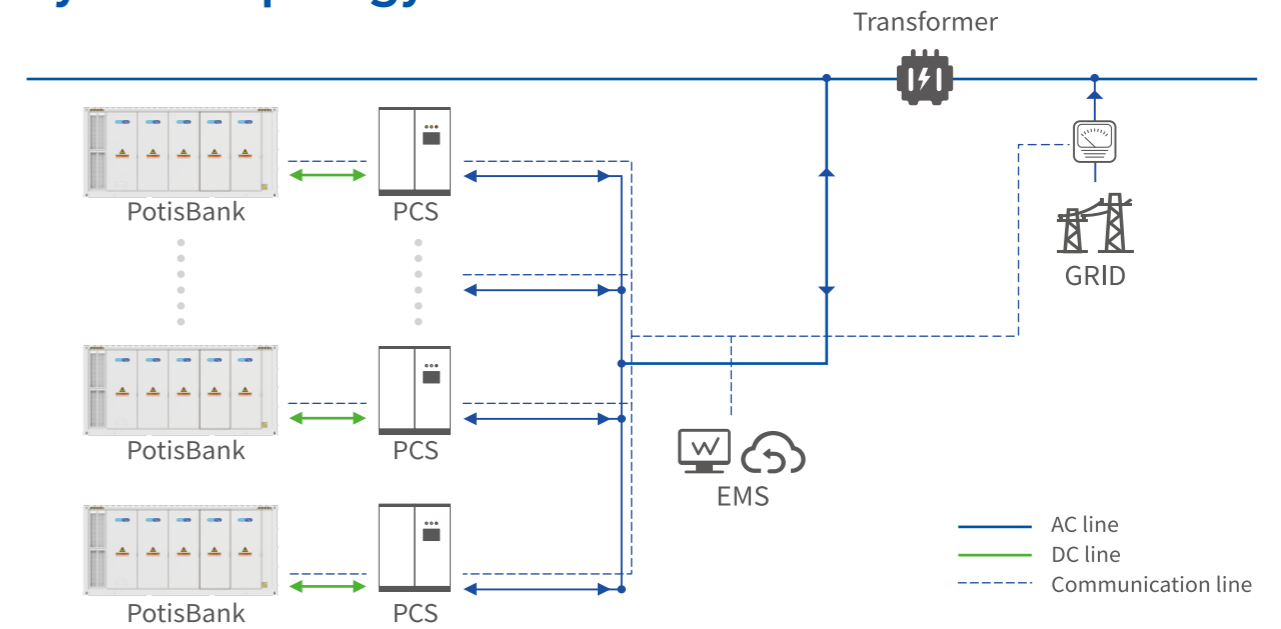 Transformer
PotisBank
PCS
GRID
PotisBank
PCS
EMS
AC line
DC line
Communication line
PotisBank
PCS